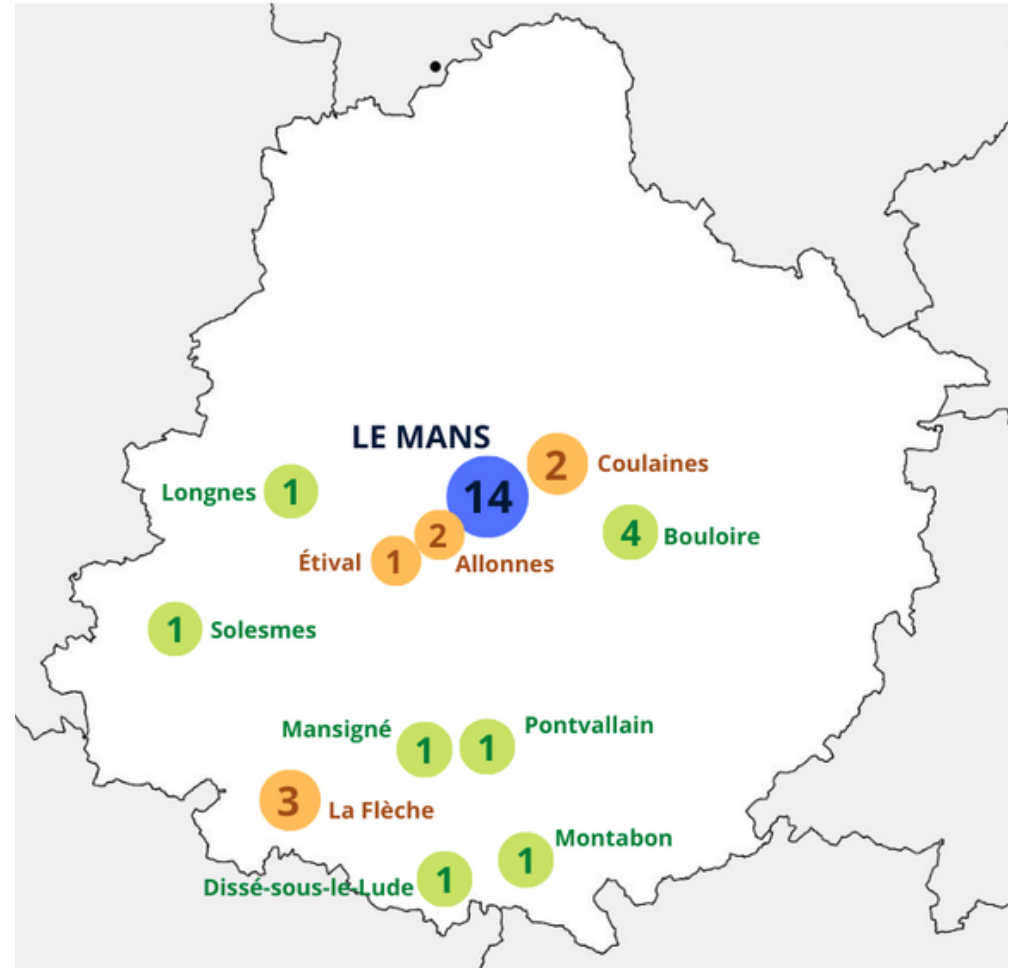 LE MANS
14
2
Coulaines
Longnes
1
2
Allonnes
4
Bouloire
Étival
1
1
Solesmes
Mansigné
1
1
Pontvallain
3
La Flèche
Montabon
1
Dissé-sous-le-Lude
1